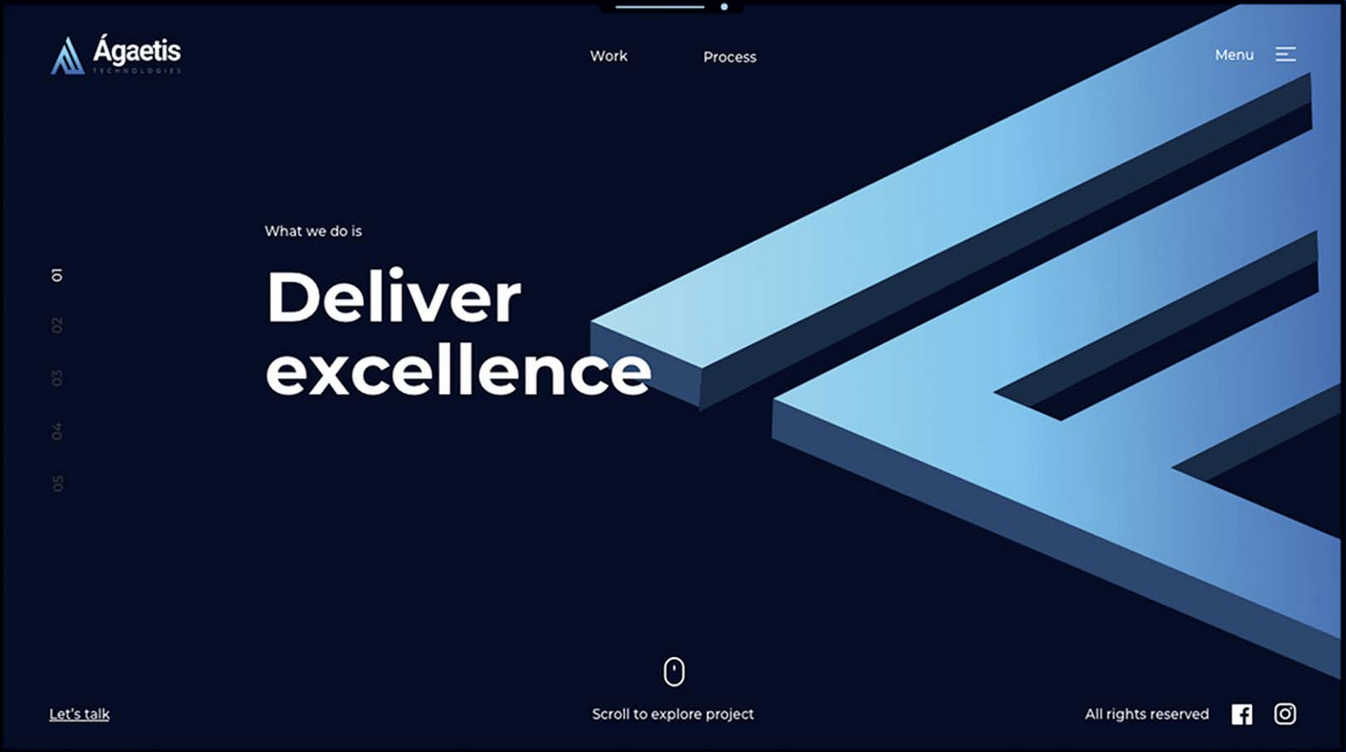 Ágaetis
TECHNOLOGIES
Work
Process
Menu
What we do is
Deliver
excellence
01
02
03
04
05
Let's talk
Scroll to explore project
All rights reserved